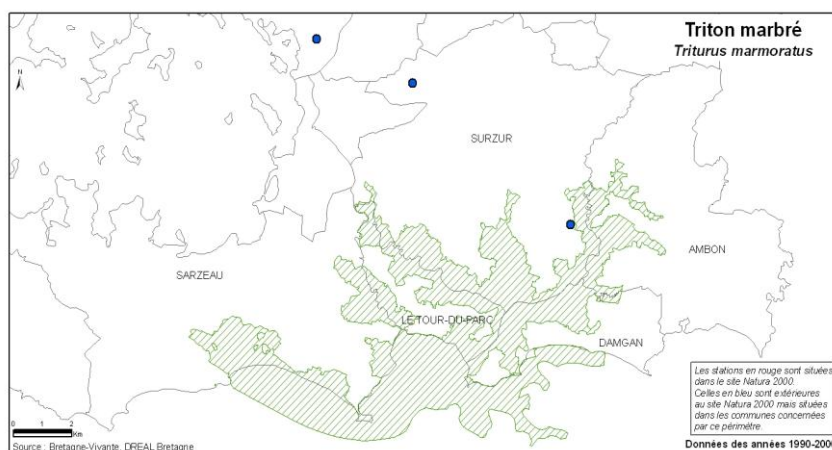 Triton marbré
Triturus marmoratus
N
SURZUR
AMBON
SARZEAU
LE TOUR-DU-PARC
DAMGAN
Les stations en rouge sont situées
dans le site Natura 2000.
Celles en bleu sont extérieures
au site Natura 2000 mais situées
dans les communes concernées
par ce périmètre.
0 1 2
Km
Source : Bretagne-Vivante, DREAL Bretagne
Données des années 1990-200